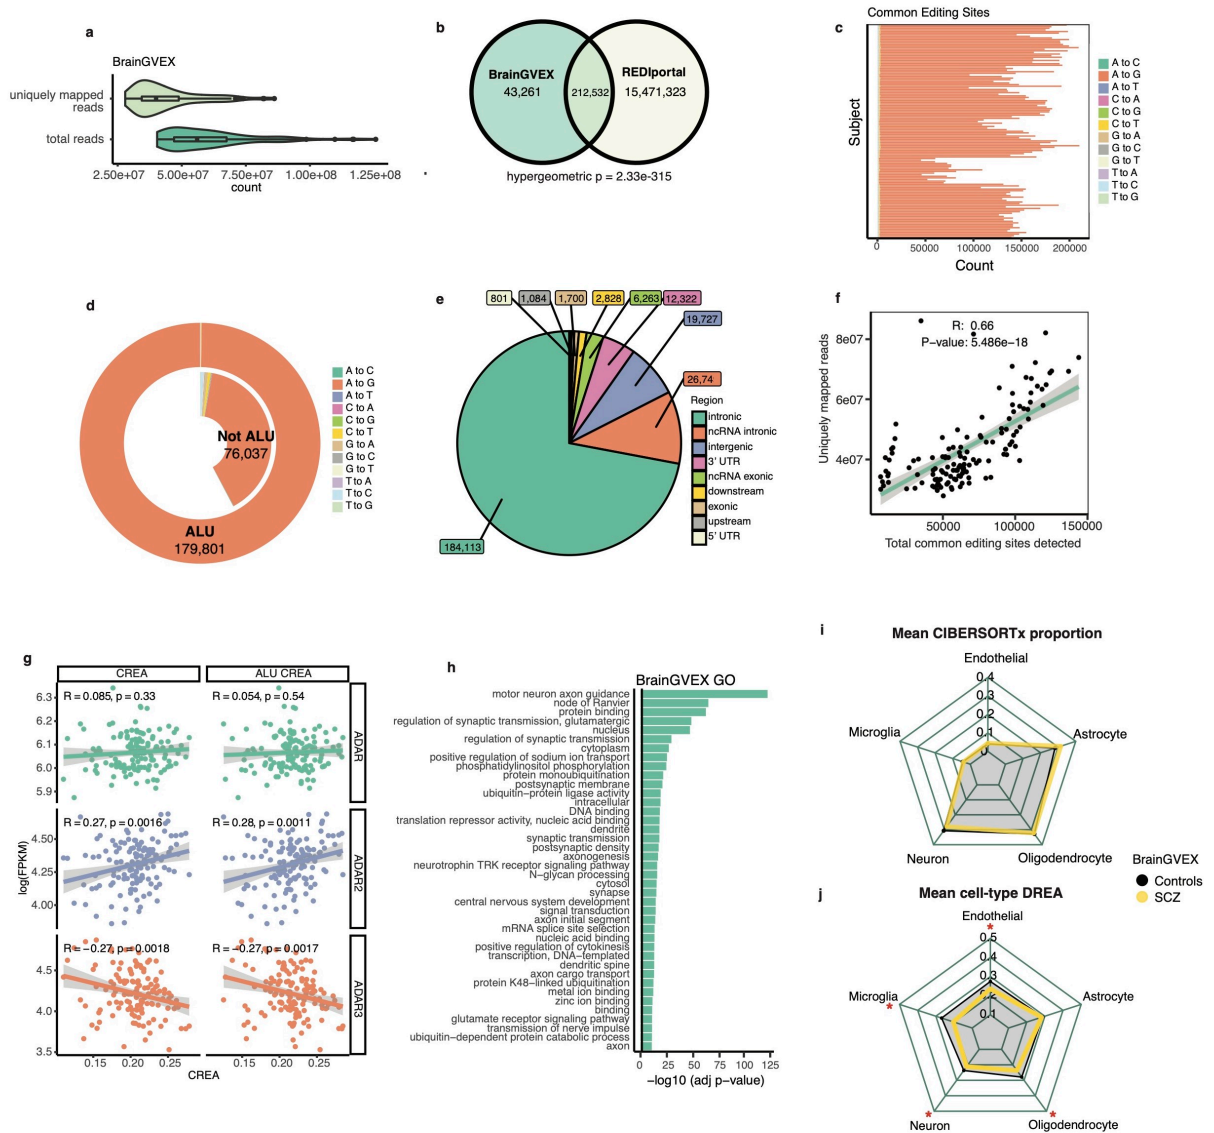 a
BrainGVEX
uniquely mapped
reads
total reads
2.50e+07 5.00e+07 7.50e+07 1.00e+08 1.25e+08
count
b
BrainGVEX
43,261
212,532
REDIportal
15,471,323
hypergeometric p = 2.33e-315
c
Common Editing Sites
Subject
0 50000 100000 150000 200000
Count
A to C
A to G
A to T
C to A
C to G
C to T
G to A
G to C
G to T
T to A
T to C
T to G
d
Not ALU
76,037
ALU
179,801
A to C
A to G
A to T
C to A
C to G
C to T
G to A
G to C
G to T
T to A
T to C
T to G
e
801 1,084 1,700 2,828 6,263 12,322
19,727
26,74
184,113
Region
intronic
ncRNA intronic
intergenic
3' UTR
ncRNA exonic
downstream
exonic
upstream
5' UTR
f
R: 0.66
P-value: 5.486e-18
Uniquely mapped reads
8e07
6e07
4e07
50000 100000 150000
Total common editing sites detected
g
CREA ALU CREA
R = 0.085, p = 0.33 R = 0.054, p = 0.54
6.3
6.2
6.1
6.0
5.9
ADAR
R = 0.27, p = 0.0016 R = 0.28, p = 0.0011
4.50
4.25
4.00
ADAR2
log(FPKM)
R = −0.27, p = 0.0018 R = −0.27, p = 0.0017
4.5
4.0
3.5
ADAR3
0.15 0.20 0.25 0.15 0.20 0.25
CREA
h
BrainGVEX GO
motor neuron axon guidance
node of Ranvier
protein binding
regulation of synaptic transmission, glutamatergic
nucleus
regulation of synaptic transmission
cytoplasm
positive regulation of sodium ion transport
phosphatidylinositol phosphorylation
protein monoubiquitination
postsynaptic membrane
ubiquitin−protein ligase activity
intracellular
DNA binding
translation repressor activity, nucleic acid binding
dendrite
synaptic transmission
postsynaptic density
axonogenesis
neurotrophin TRK receptor signaling pathway
N−glycan processing
cytosol
synapse
central nervous system development
signal transduction
axon initial segment
mRNA splice site selection
nucleic acid binding
positive regulation of cytokinesis
transcription, DNA−templated
dendritic spine
axon cargo transport
protein K48−linked ubiquitination
metal ion binding
zinc ion binding
binding
glutamate receptor signaling pathway
transmission of nerve impulse
ubiquitin−dependent protein catabolic process
axon
0 25 50 75 100 125
−log10 (adj p−value)
i
Mean CIBERSORTx proportion
Endothelial
0.4
0.3
0.2
0.1
0
Microglia
Astrocyte
Neuron
Oligodendrocyte
BrainGVEX
Controls
SCZ
j
Mean cell-type DREA
Endothelial
*
0.5
0.4
0.3
0.1
Microglia
*
Astrocyte
*
Neuron
*
Oligodendrocyte